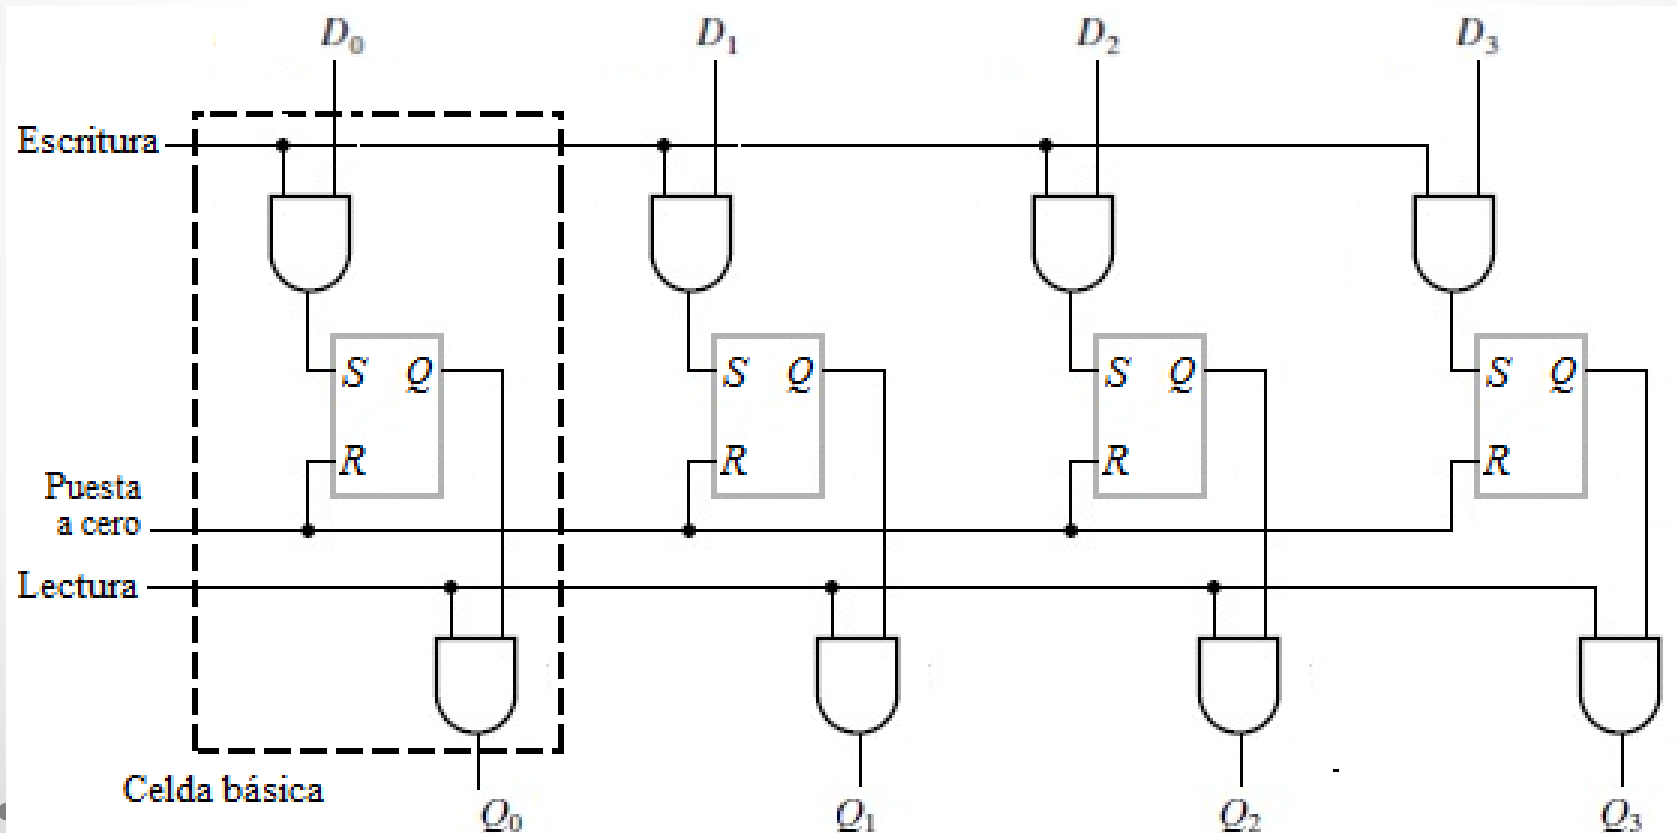 D0 D1 D2 D3
Escritura
S Q S Q S Q S Q
R R R R
Puesta
a cero
Lectura
Celda básica
Q0 Q1 Q2 Q3